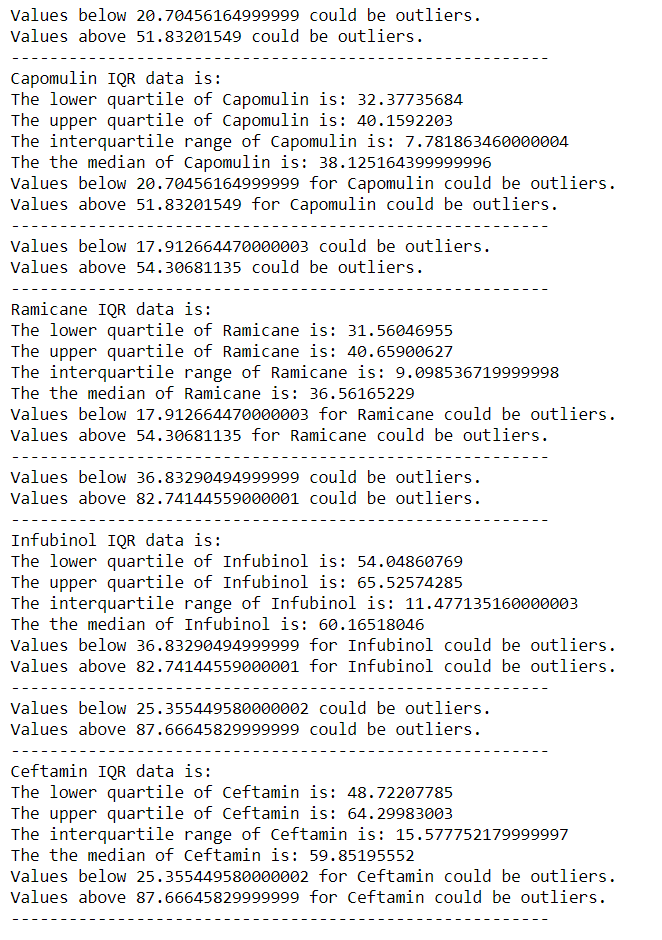 Values below 20.70456164999999 could be outliers.
Values above 51.83201549 could be outliers.
--------------------------------------------------------
Capomulin IQR data is:
The lower quartile of Capomulin is: 32.37735684
The upper quartile of Capomulin is: 40.1592203
The interquartile range of Capomulin is: 7.781863460000004
The the median of Capomulin is: 38.125164399999996
Values below 20.70456164999999 for Capomulin could be outliers.
Values above 51.83201549 for Capomulin could be outliers.
--------------------------------------------------------
Values below 17.912664470000003 could be outliers.
Values above 54.30681135 could be outliers.
--------------------------------------------------------
Ramicane IQR data is:
The lower quartile of Ramicane is: 31.56046955
The upper quartile of Ramicane is: 40.65900627
The interquartile range of Ramicane is: 9.098536719999998
The the median of Ramicane is: 36.56165229
Values below 17.912664470000003 for Ramicane could be outliers.
Values above 54.30681135 for Ramicane could be outliers.
--------------------------------------------------------
Values below 36.83290494999999 could be outliers.
Values above 82.74144559000001 could be outliers.
--------------------------------------------------------
Infubinol IQR data is:
The lower quartile of Infubinol is: 54.04860769
The upper quartile of Infubinol is: 65.52574285
The interquartile range of Infubinol is: 11.477135160000003
The the median of Infubinol is: 60.16518046
Values below 36.83290494999999 for Infubinol could be outliers.
Values above 82.74144559000001 for Infubinol could be outliers.
--------------------------------------------------------
Values below 25.355449580000002 could be outliers.
Values above 87.66645829999999 could be outliers.
--------------------------------------------------------
Ceftamin IQR data is:
The lower quartile of Ceftamin is: 48.72207785
The upper quartile of Ceftamin is: 64.29983003
The interquartile range of Ceftamin is: 15.577752179999997
The the median of Ceftamin is: 59.85195552
Values below 25.355449580000002 for Ceftamin could be outliers.
Values above 87.66645829999999 for Ceftamin could be outliers.
--------------------------------------------------------